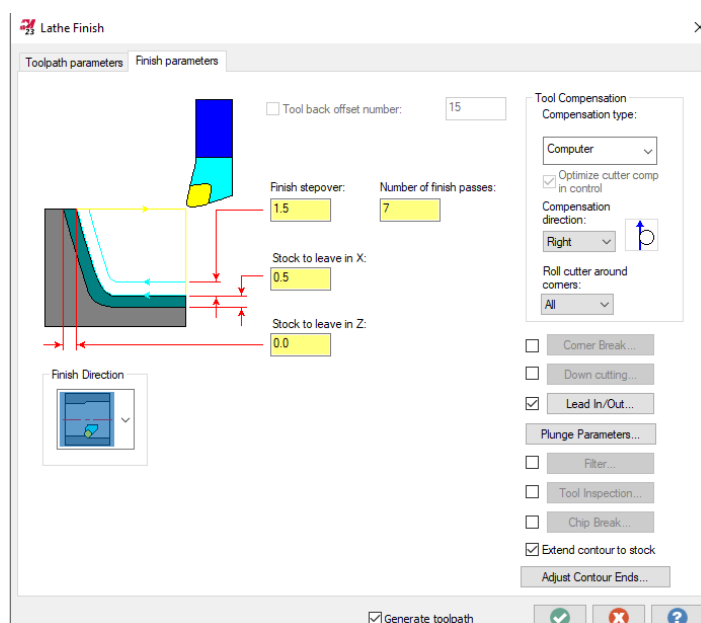 23 Lathe Finish
Toolpath parameters
Finish parameters
Tool back offset number:
15
Finish stepover:
Number of finish passes:
1.5
7
Stock to leave in X:
0.5
Stock to leave in Z:
0.0
Finish Direction
Tool Compensation
Compensation type:
Computer
Optimize cutter comp
in control
Compensation
direction:
Right
Roll cutter around
corners:
All
Corner Break...
Down cutting...
Lead In/Out...
Plunge Parameters...
Filter...
Tool Inspection...
Chip Break...
Extend contour to stock
Adjust Contour Ends...
Generate toolpath